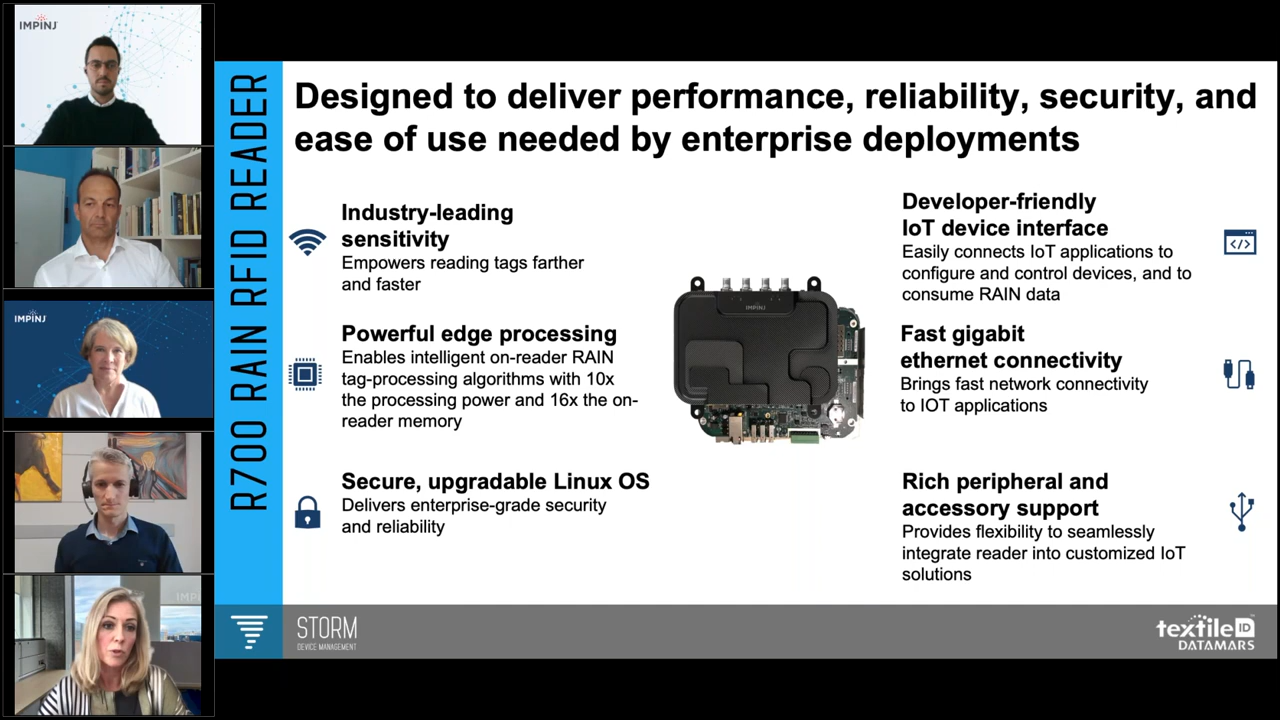 IMPINJ
IMPINJ
IMPINJ
R700 RAIN RFID READER
Designed to deliver performance, reliability, security, and
ease of use needed by enterprise deployments
Industry-leading
sensitivity
Empowers reading tags farther
and faster
Powerful edge processing
Enables intelligent on-reader RAIN
tag-processing algorithms with 10x
the processing power and 16x the on-
reader memory
Secure, upgradable Linux OS
Delivers enterprise-grade security
and reliability
IMPINJ
Developer-friendly
IoT device interface
Easily connects IoT applications to
configure and control devices, and to
consume RAIN data
Fast gigabit
ethernet connectivity
Brings fast network connectivity
to IOT applications
Rich peripheral and
accessory support
Provides flexibility to seamlessly
integrate reader into customized IoT
solutions
STORM
DEVICE MANAGEMENT
textile ID
DATAMARS